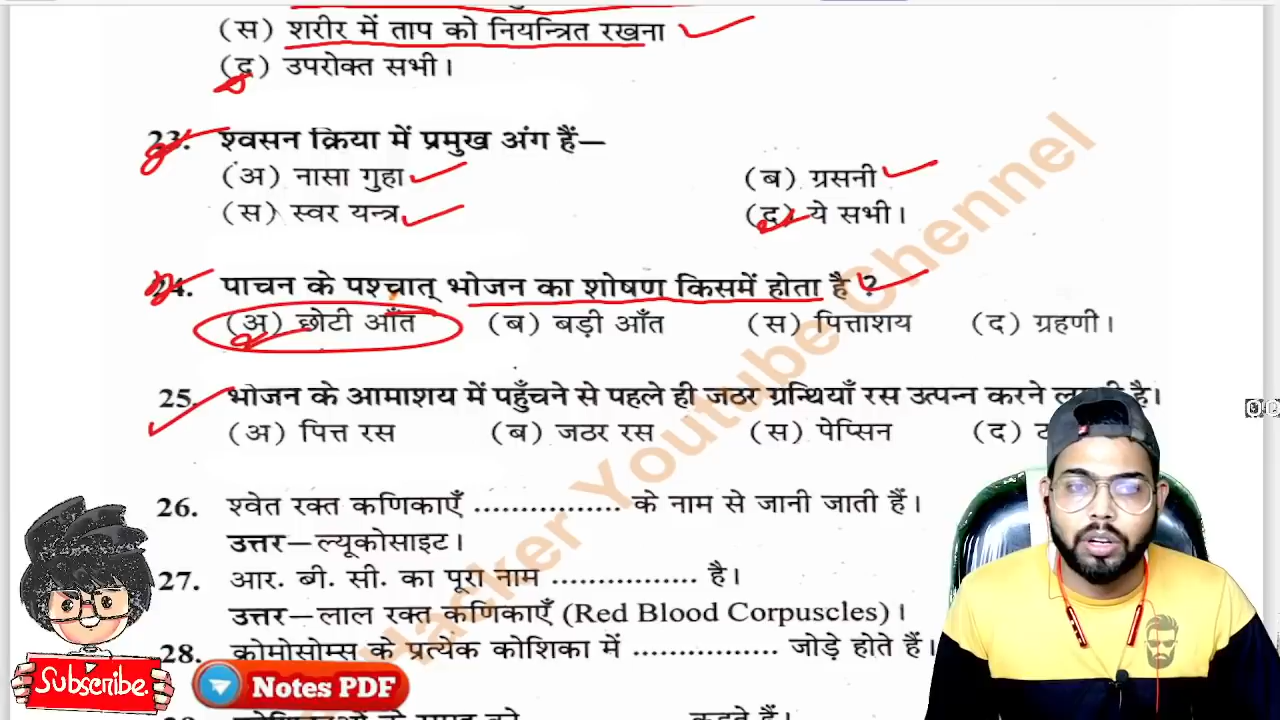 (स) शरीर में ताप को नियन्त्रित रखना
(द) उपरोक्त सभी।
23. श्वसन क्रिया में प्रमुख अंग हैं—
(अ) नासा गुहा (ब) ग्रसनी
(स) स्वर यन्त्र (द) ये सभी।
24. पाचन के पश्चात् भोजन का शोषण किसमें होता है ?
(अ) छोटी आँत (ब) बड़ी आँत (स) पित्ताशय (द) ग्रहणी।
25. भोजन के आमाशय में पहुँचने से पहले ही जठर ग्रन्थियाँ रस उत्पन्न करने है।
(अ) पित्त रस (ब) जठर रस (स) पेप्सिन (द)
26. श्वेत रक्त कणिकाएँ ................ के नाम से जानी जाती हैं।
उत्तर—ल्यूकोसाइट।
27. आर. बी. सी. का पूरा नाम ................ है।
उत्तर—लाल रक्त कणिकाएँ (Red Blood Corpuscles)।
28. क्रोमोसोम्स के प्रत्येक कोशिका में ................ जोड़े होते हैं।
Hacker Youtube Chennel
Subscribe.
Notes PDF